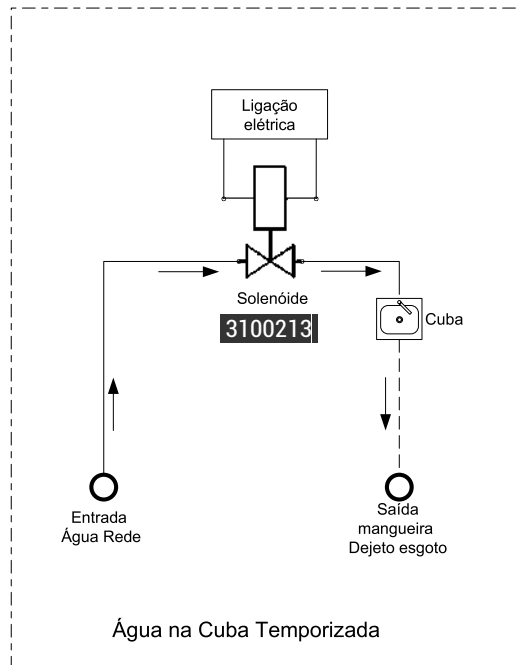 Ligação
elétrica
Solenóide
3100213
Cuba
Entrada
Água Rede
Saída
mangueira
Dejeto esgoto
Água na Cuba Temporizada